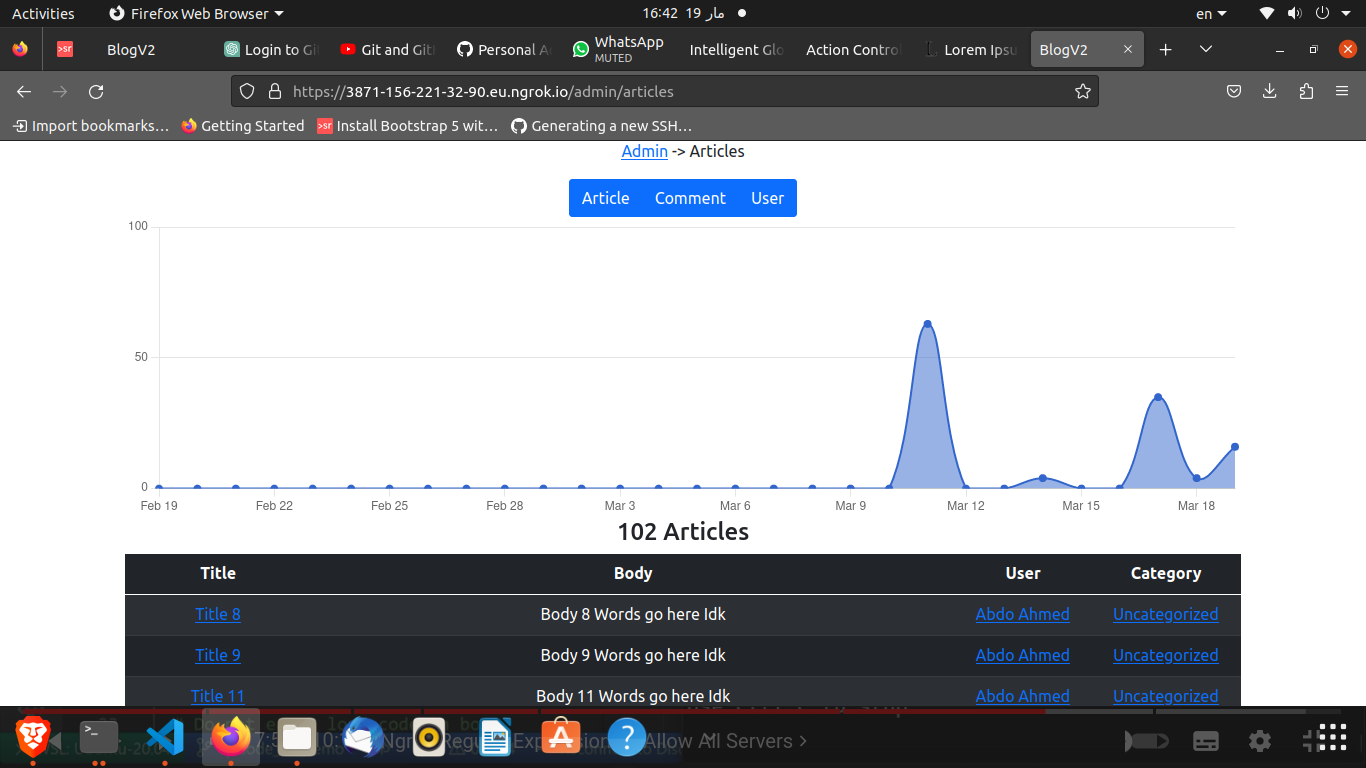 Activities Firefox Web Browser 16:42 19 مار en
BlogV2 Login to Gi YouTube Git and Git Personal Ac WhatsApp MUTED Intelligent Glo Action Control Lorem Ipsu BlogV2
https://3871-156-221-32-90.eu.ngrok.io/admin/articles
Import bookmarks… Getting Started >sr Install Bootstrap 5 wit… Generating a new SSH…
Admin -> Articles
Article Comment User
100
50
0
Feb 19 Feb 22 Feb 25 Feb 28 Mar 3 Mar 6 Mar 9 Mar 12 Mar 15 Mar 18
102 Articles
Title Body User Category
Title 8 Body 8 Words go here Idk Abdo Ahmed Uncategorized
Title 9 Body 9 Words go here Idk Abdo Ahmed Uncategorized
Title 11 Body 11 Words go here Idk Abdo Ahmed Uncategorized
Allow All Servers